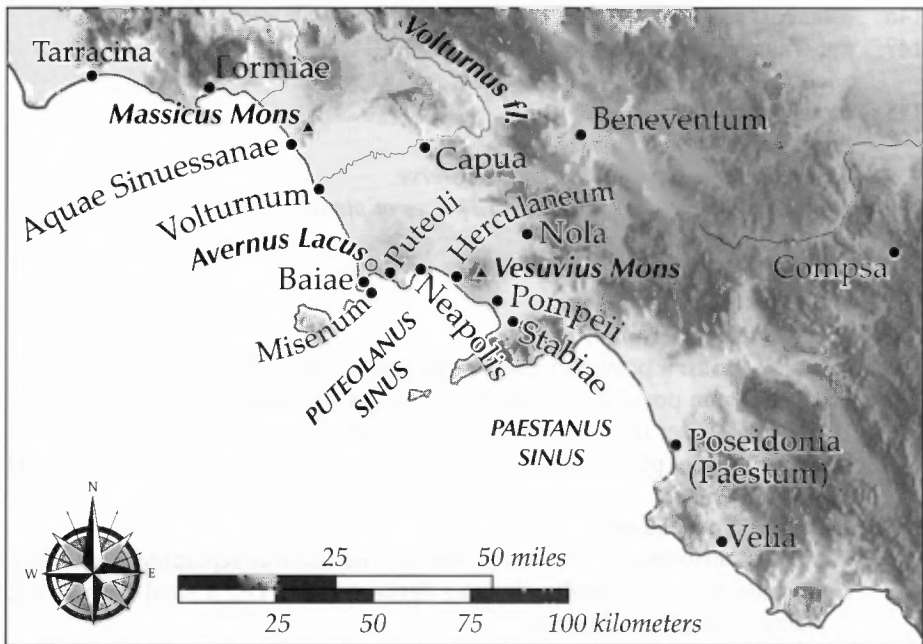 Tarracina
Formiae
Volturnus fl.
Massicus Mons
Beneventum
Capua
Aquae Sinuessanae
Volturnum
Herculaneum
Puteoli
Nola
Avernus Lacus
Vesuvius Mons
Compsa
Baiae
Misenum
Neapolis
Pompeii
Stabiae
PUTEOLANUS
SINUS
PAESTANUS
SINUS
Poseidonia
(Paestum)
Velia
N
W
E
S
25
50 miles
25
50
75
100 kilometers